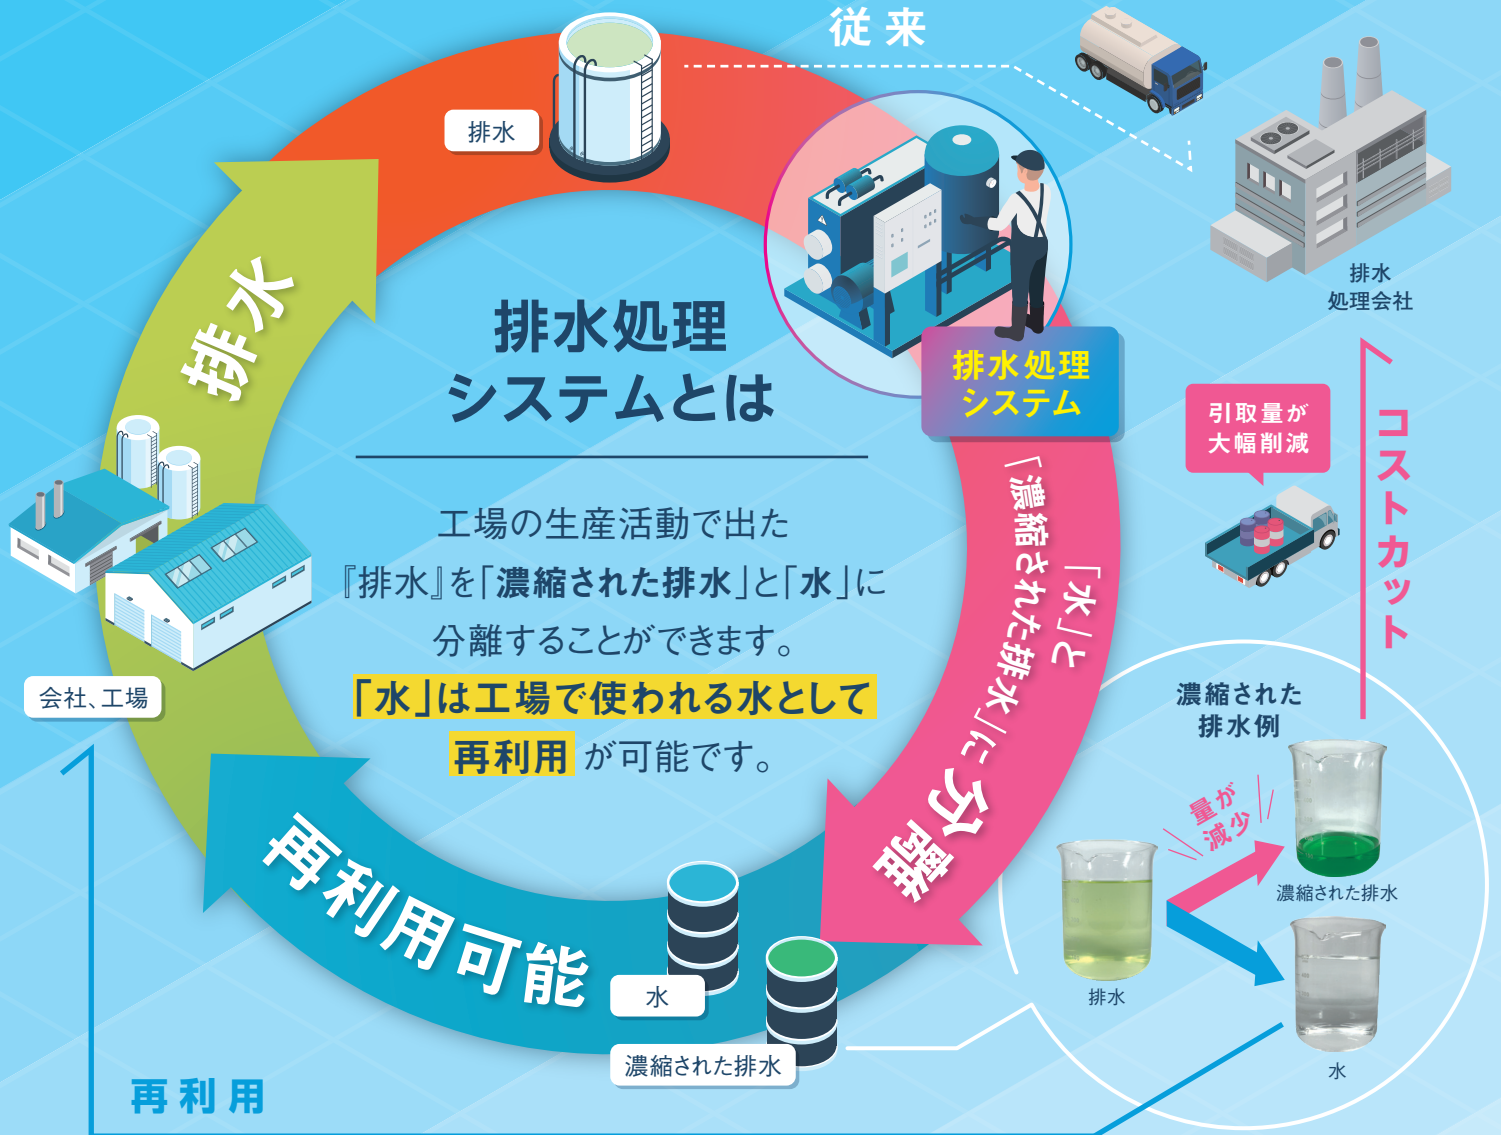 従来
排水
排水
処理会社
排水
排水処理
システムとは
排水処理
システム
引取量が
大幅削減
コストカット
工場の生産活動で出た
『排水』を「濃縮された排水」と「水」に
分離することができます。
「水」は工場で使われる水として
再利用 が可能です。
「水」と
「濃縮された排水」に分離
会社、工場
濃縮された
排水例
量が
減少
濃縮された排水
排水
水
再利用可能
水
濃縮された排水
再利用